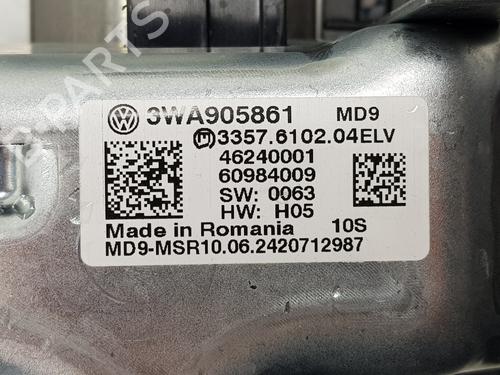 3WA905861 MD9
3357.6102.04ELV
46240001
60984009
SW: 0063
HW: H05
Made in Romania 10S
MD9-MSR10.06.2420712987